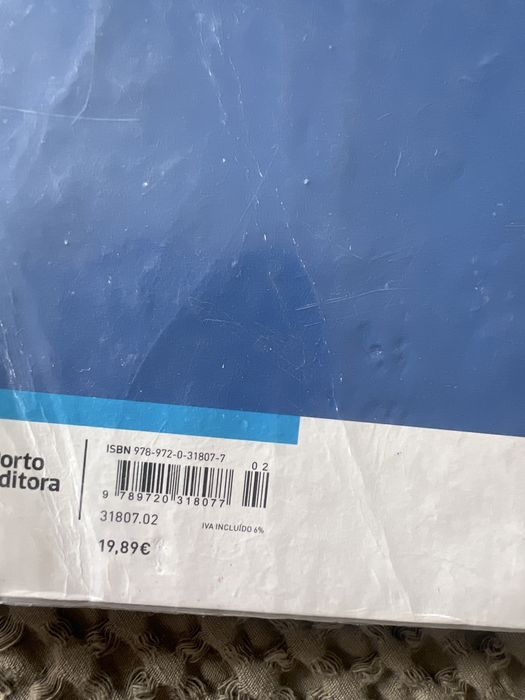 orto
ditora
ISBN 978-972-0-31807-7
02
9 789720 318077
31807.02
IVA INCLUÍDO 6%
19,89€